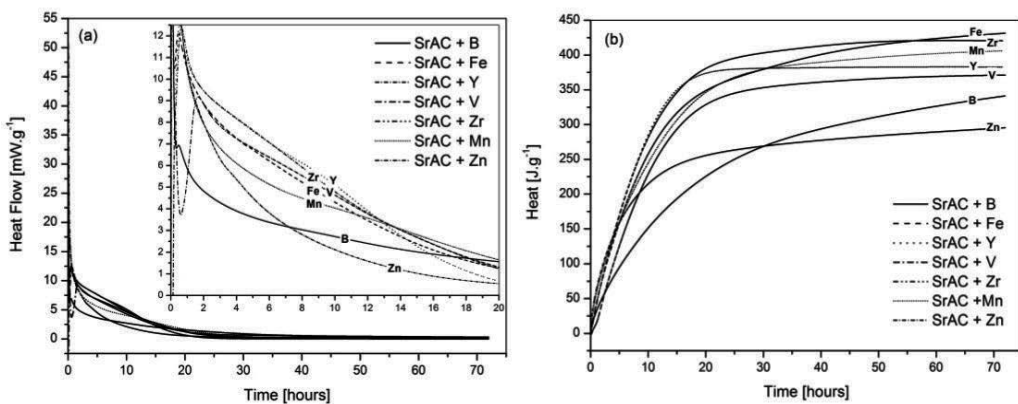 (a)
Heat Flow [mW.g⁻¹]
55
50
45
40
35
30
25
20
15
10
5
0
0 10 20 30 40 50 60 70
Time [hours]
12
11
10
9
8
7
6
5
4
3
2
1
0
0 2 4 6 8 10 12 14 16 18 20
SrAC + B
SrAC + Fe
SrAC + Y
SrAC + V
SrAC + Zr
SrAC + Mn
SrAC + Zn
Zr Y
Fe V
Mn
B
Zn
(b)
Heat [J.g⁻¹]
450
400
350
300
250
200
150
100
50
0
0 10 20 30 40 50 60 70
Time [hours]
Fe
Zr
Mn
Y
V
B
Zn
SrAC + B
SrAC + Fe
SrAC + Y
SrAC + V
SrAC + Zr
SrAC +Mn
SrAC + Zn